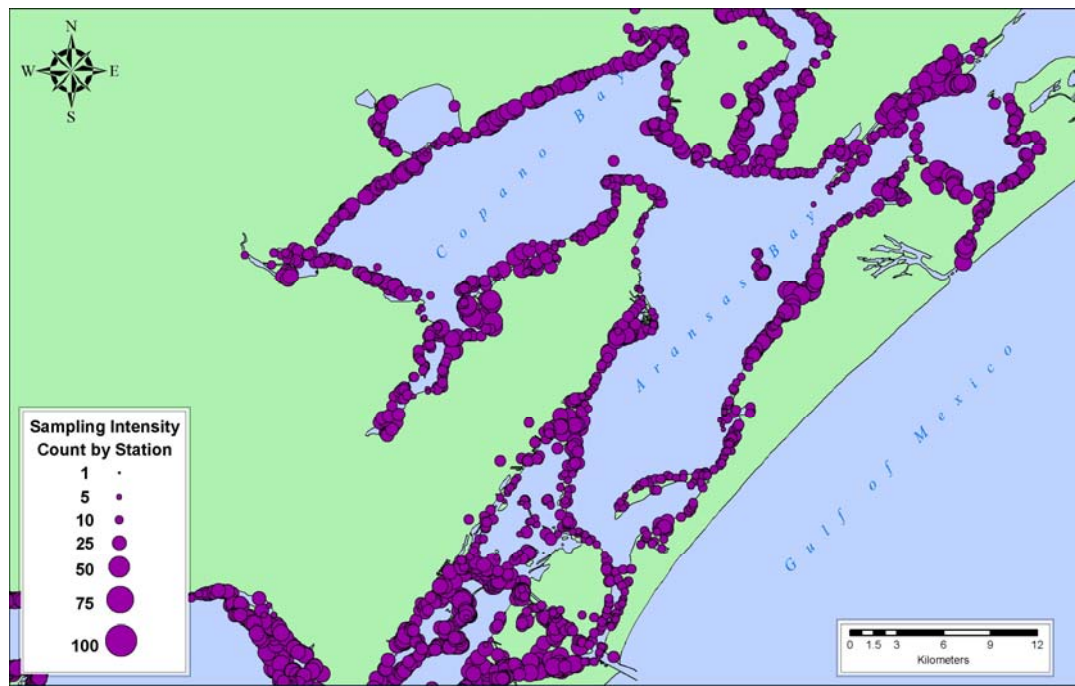 N
W E
S
Copano Bay
Aransas Bay
Gulf of Mexico
Sampling Intensity
Count by Station
1
5
10
25
50
75
100
0 1.5 3 6 9 12
Kilometers